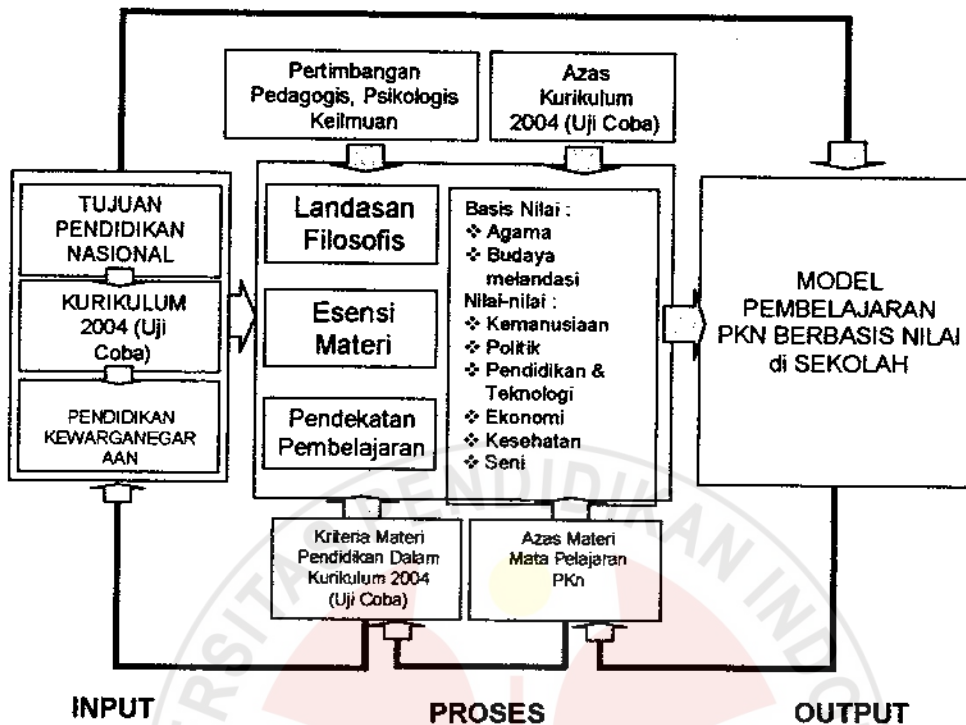 Pertimbangan
Pedagogis, Psikologis
Keilmuan
Azas
Kurikulum
2004 (Uji Coba)
TUJUAN
PENDIDIKAN
NASIONAL
KURIKULUM
2004 (Uji
Coba)
PENDIDIKAN
KEWARGANEGAR
AAN
Landasan
Filosofis
Esensi
Materi
Pendekatan
Pembelajaran
Basis Nilai :
❖ Agama
❖ Budaya
melandasi
Nilai-nilai :
❖ Kemanusiaan
❖ Politik
❖ Pendidikan &
Teknologi
❖ Ekonomi
❖ Kesehatan
❖ Seni
MODEL
PEMBELAJARAN
PKN BERBASIS NILAI
di SEKOLAH
Kriteria Materi
Pendidikan Dalam
Kurikulum 2004
(Uji Coba)
Azas Materi
Mata Pelajaran
PKn
INPUT
PROSES
OUTPUT
PENDIDIKAN